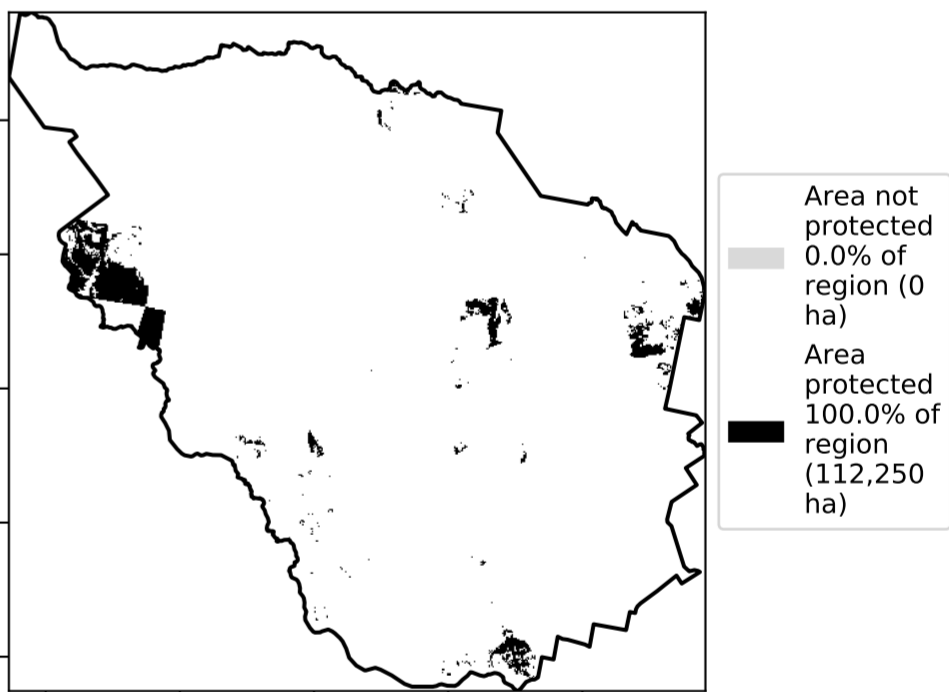 Area not
protected
0.0% of
region (0
ha)
Area
protected
100.0% of
region
(112,250
ha)